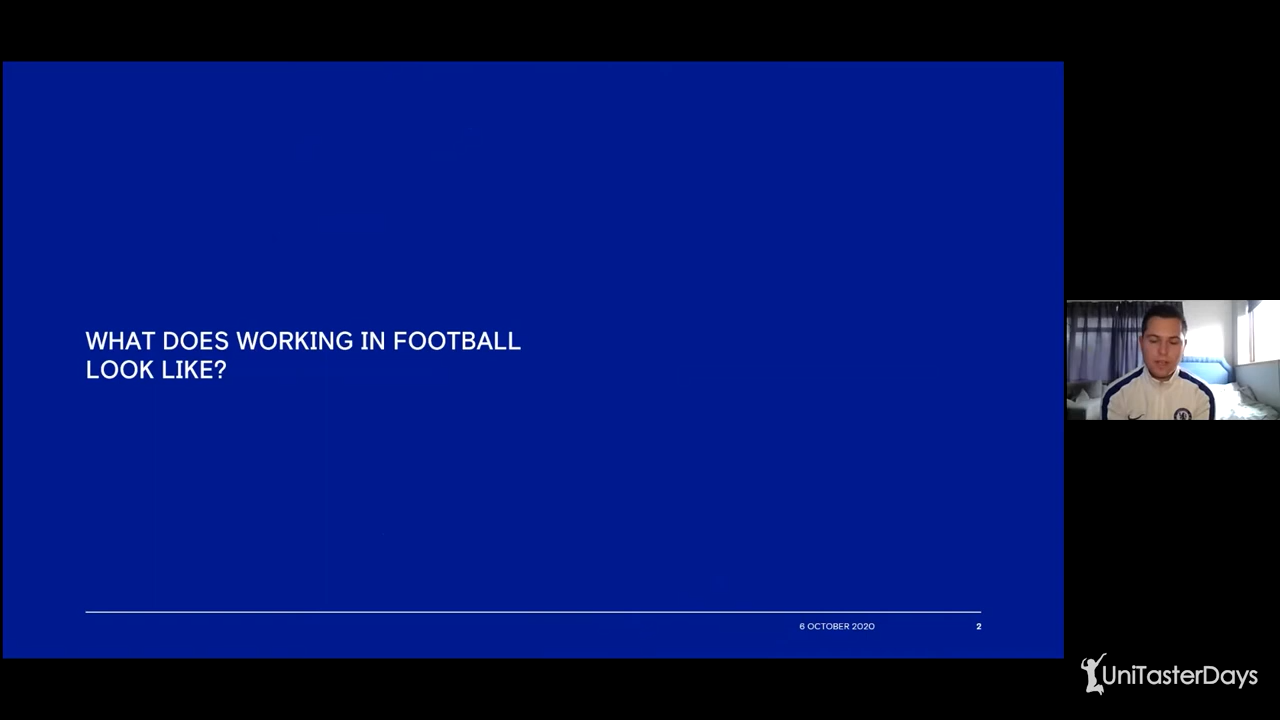 WHAT DOES WORKING IN FOOTBALL
LOOK LIKE?
6 OCTOBER 2020
2
UniTasterDays